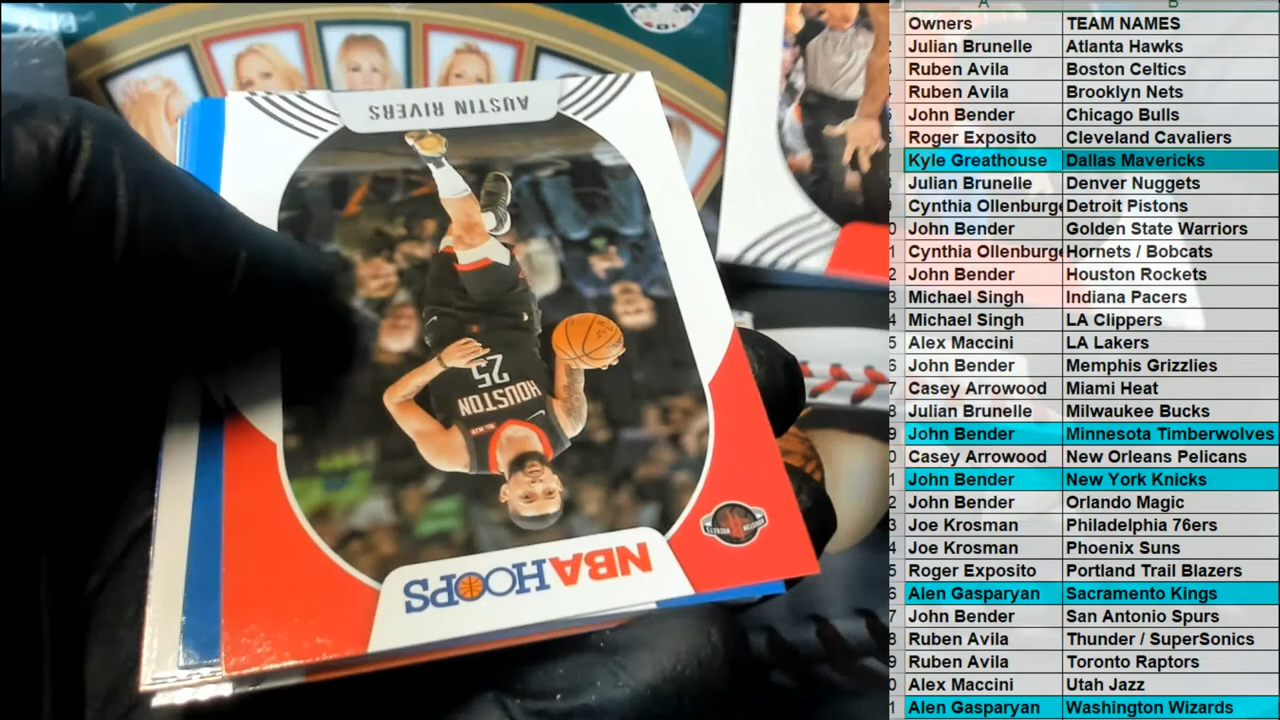 AUSTIN RIVERS
25
HOUSTON
NBA HOOPS
A B
Owners TEAM NAMES
Julian Brunelle Atlanta Hawks
Ruben Avila Boston Celtics
Ruben Avila Brooklyn Nets
John Bender Chicago Bulls
Roger Exposito Cleveland Cavaliers
Kyle Greathouse Dallas Mavericks
Julian Brunelle Denver Nuggets
Cynthia Ollenburge Detroit Pistons
John Bender Golden State Warriors
Cynthia Ollenburge Hornets / Bobcats
John Bender Houston Rockets
Michael Singh Indiana Pacers
Michael Singh LA Clippers
Alex Maccini LA Lakers
John Bender Memphis Grizzlies
Casey Arrowood Miami Heat
Julian Brunelle Milwaukee Bucks
John Bender Minnesota Timberwolves
Casey Arrowood New Orleans Pelicans
John Bender New York Knicks
John Bender Orlando Magic
Joe Krosman Philadelphia 76ers
Joe Krosman Phoenix Suns
Roger Exposito Portland Trail Blazers
Alen Gasparyan Sacramento Kings
John Bender San Antonio Spurs
Ruben Avila Thunder / SuperSonics
Ruben Avila Toronto Raptors
Alex Maccini Utah Jazz
Alen Gasparyan Washington Wizards